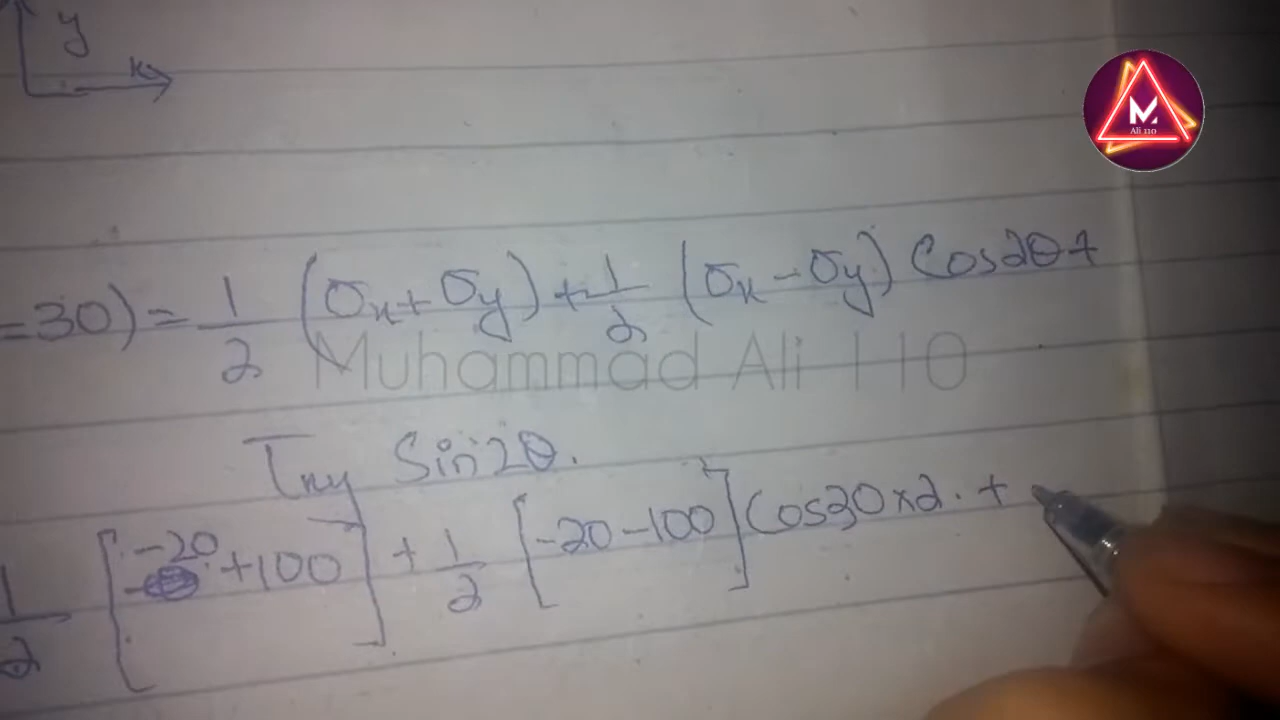 y
x
M
Ali 110
=30) = 1/2 (σx + σy) + 1/2 (σx - σy) Cos2θ +
Muhammad Ali 110
τxy Sin2θ.
1/2 [-20 + 100] + 1/2 [-20 - 100] Cos30×2. +